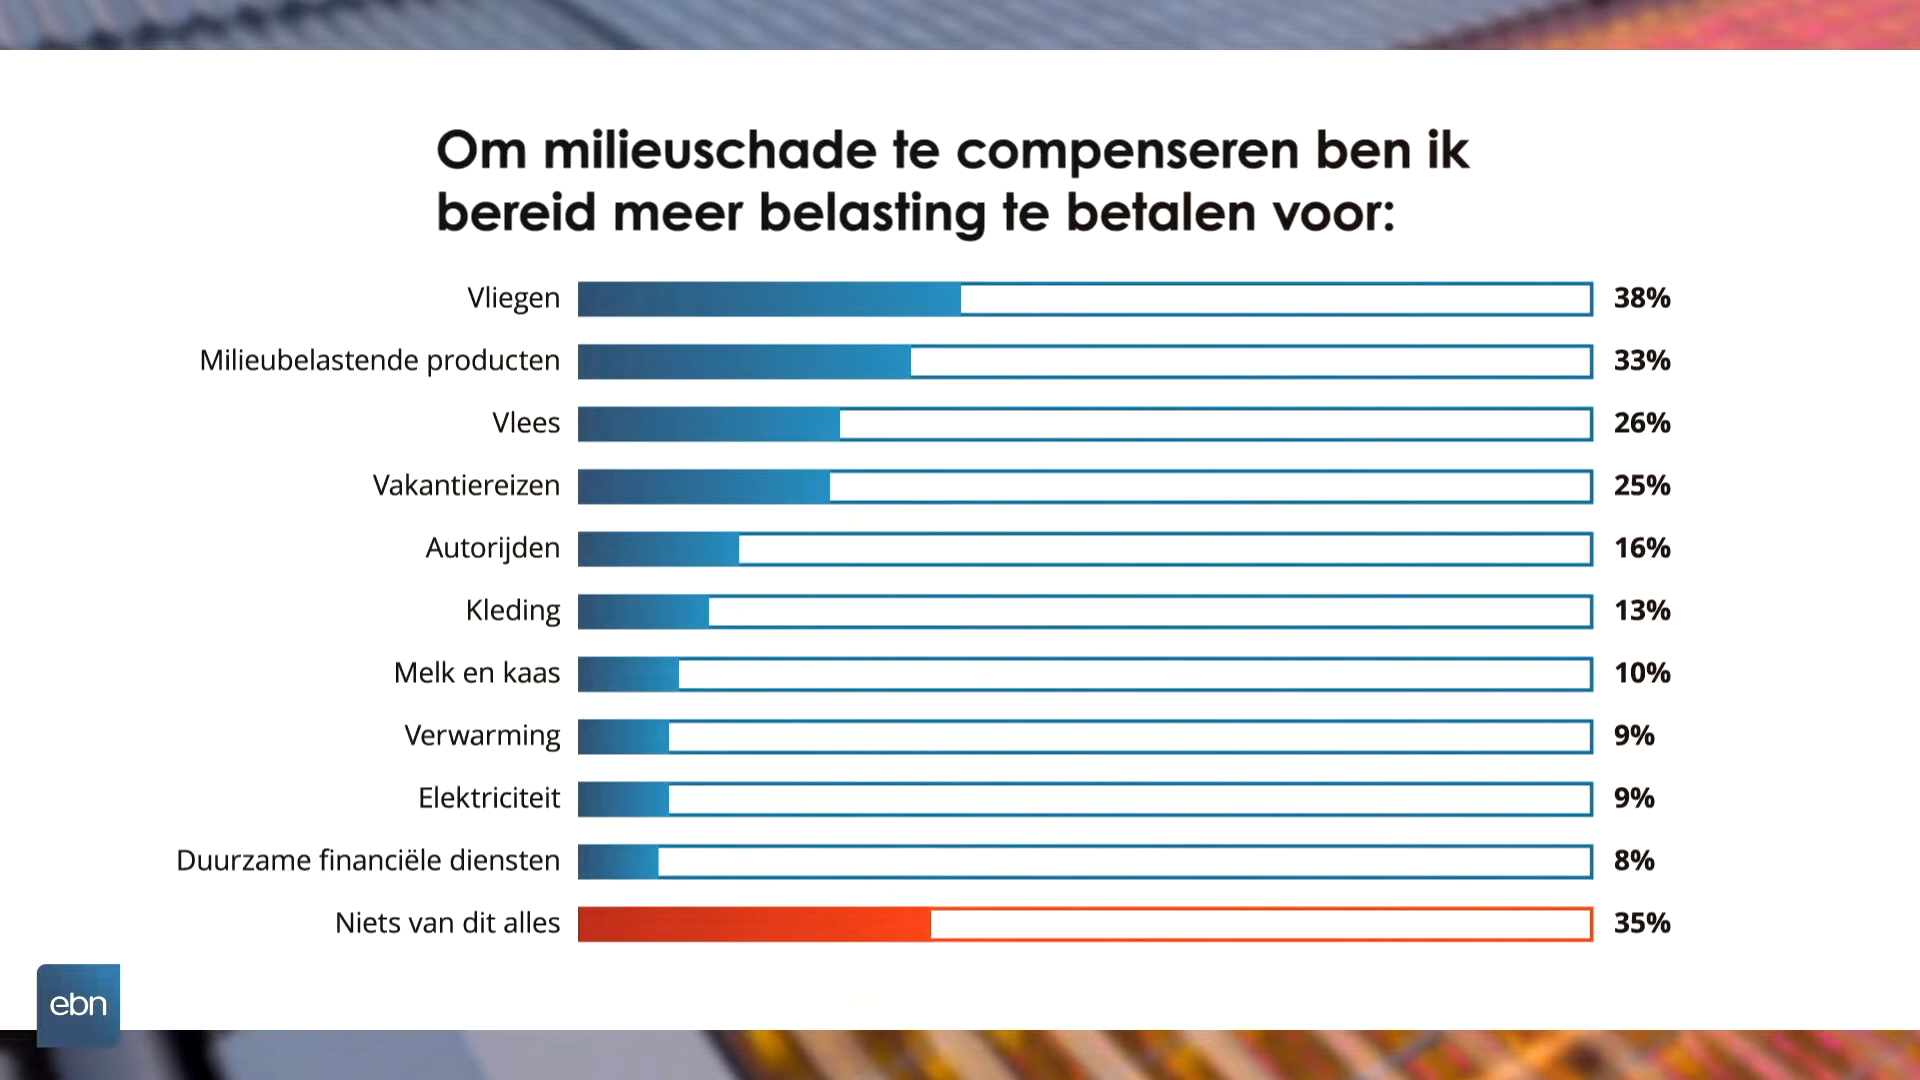 Om milieuschade te compenseren ben ik
bereid meer belasting te betalen voor:
Vliegen 38%
Milieubelastende producten 33%
Vlees 26%
Vakantiereizen 25%
Autorijden 16%
Kleding 13%
Melk en kaas 10%
Verwarming 9%
Elektriciteit 9%
Duurzame financiële diensten 8%
Niets van dit alles 35%
ebn